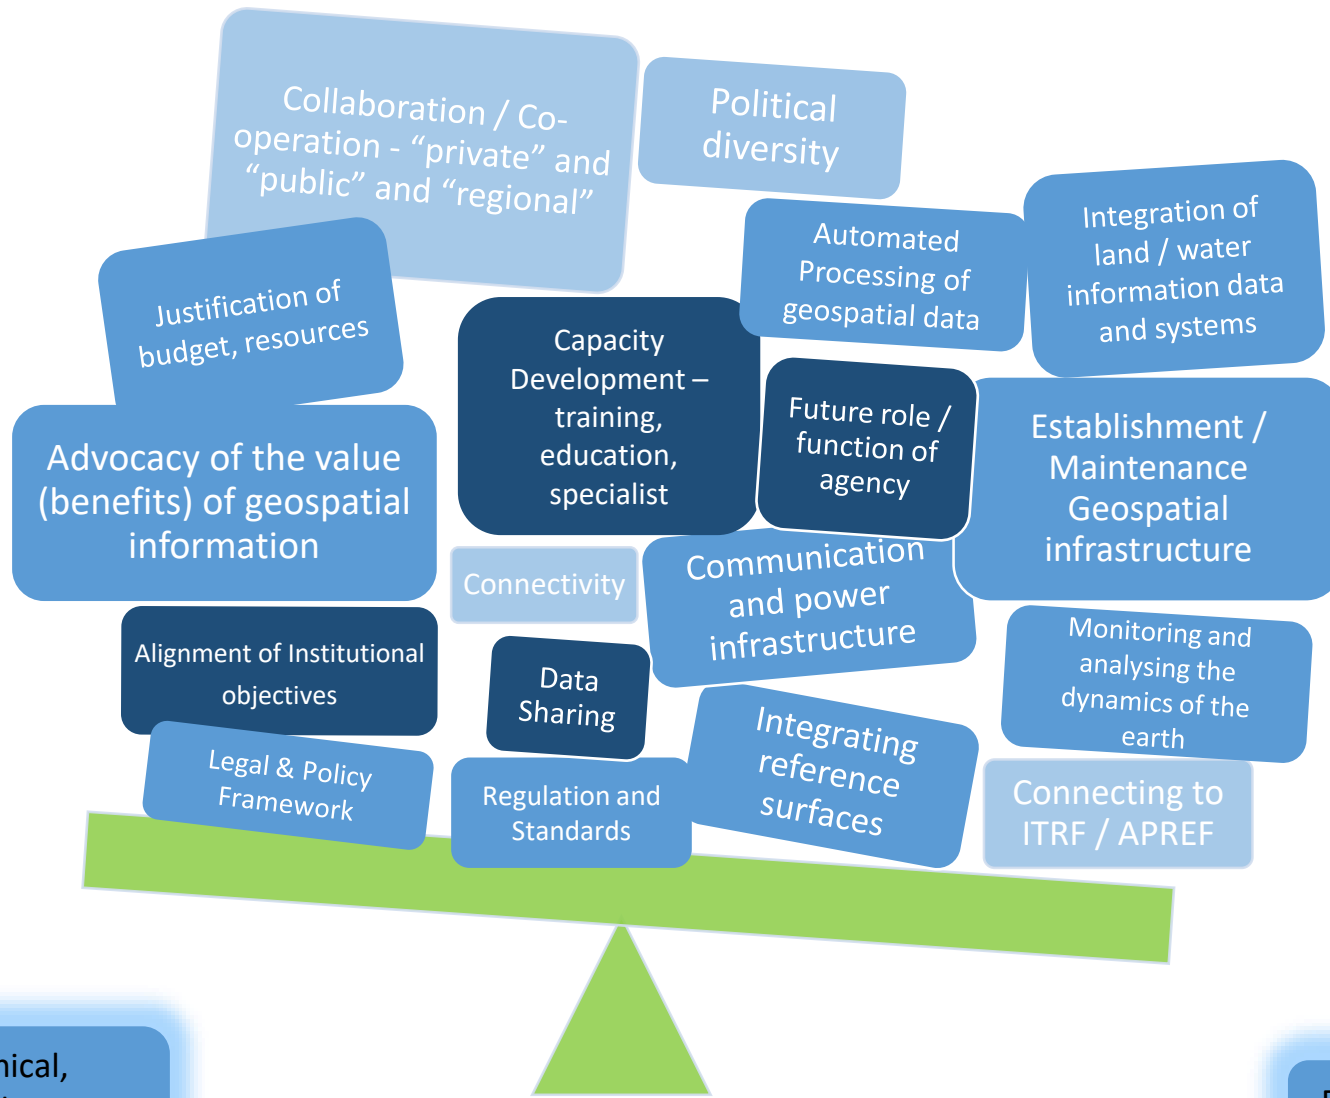 Collaboration / Co-
operation - “private” and
“public” and “regional”
Political
diversity
Justification of
budget, resources
Automated
Processing of
geospatial data
Integration of
land / water
information data
and systems
Capacity
Development –
training,
education,
specialist
Future role /
function of
agency
Establishment /
Maintenance
Geospatial
infrastructure
Advocacy of the value
(benefits) of geospatial
information
Connectivity
Communication
and power
infrastructure
Alignment of Institutional
objectives
Data
Sharing
Monitoring and
analysing the
dynamics of the
earth
Legal & Policy
Framework
Regulation and
Standards
Integrating
reference
surfaces
Connecting to
ITRF / APREF